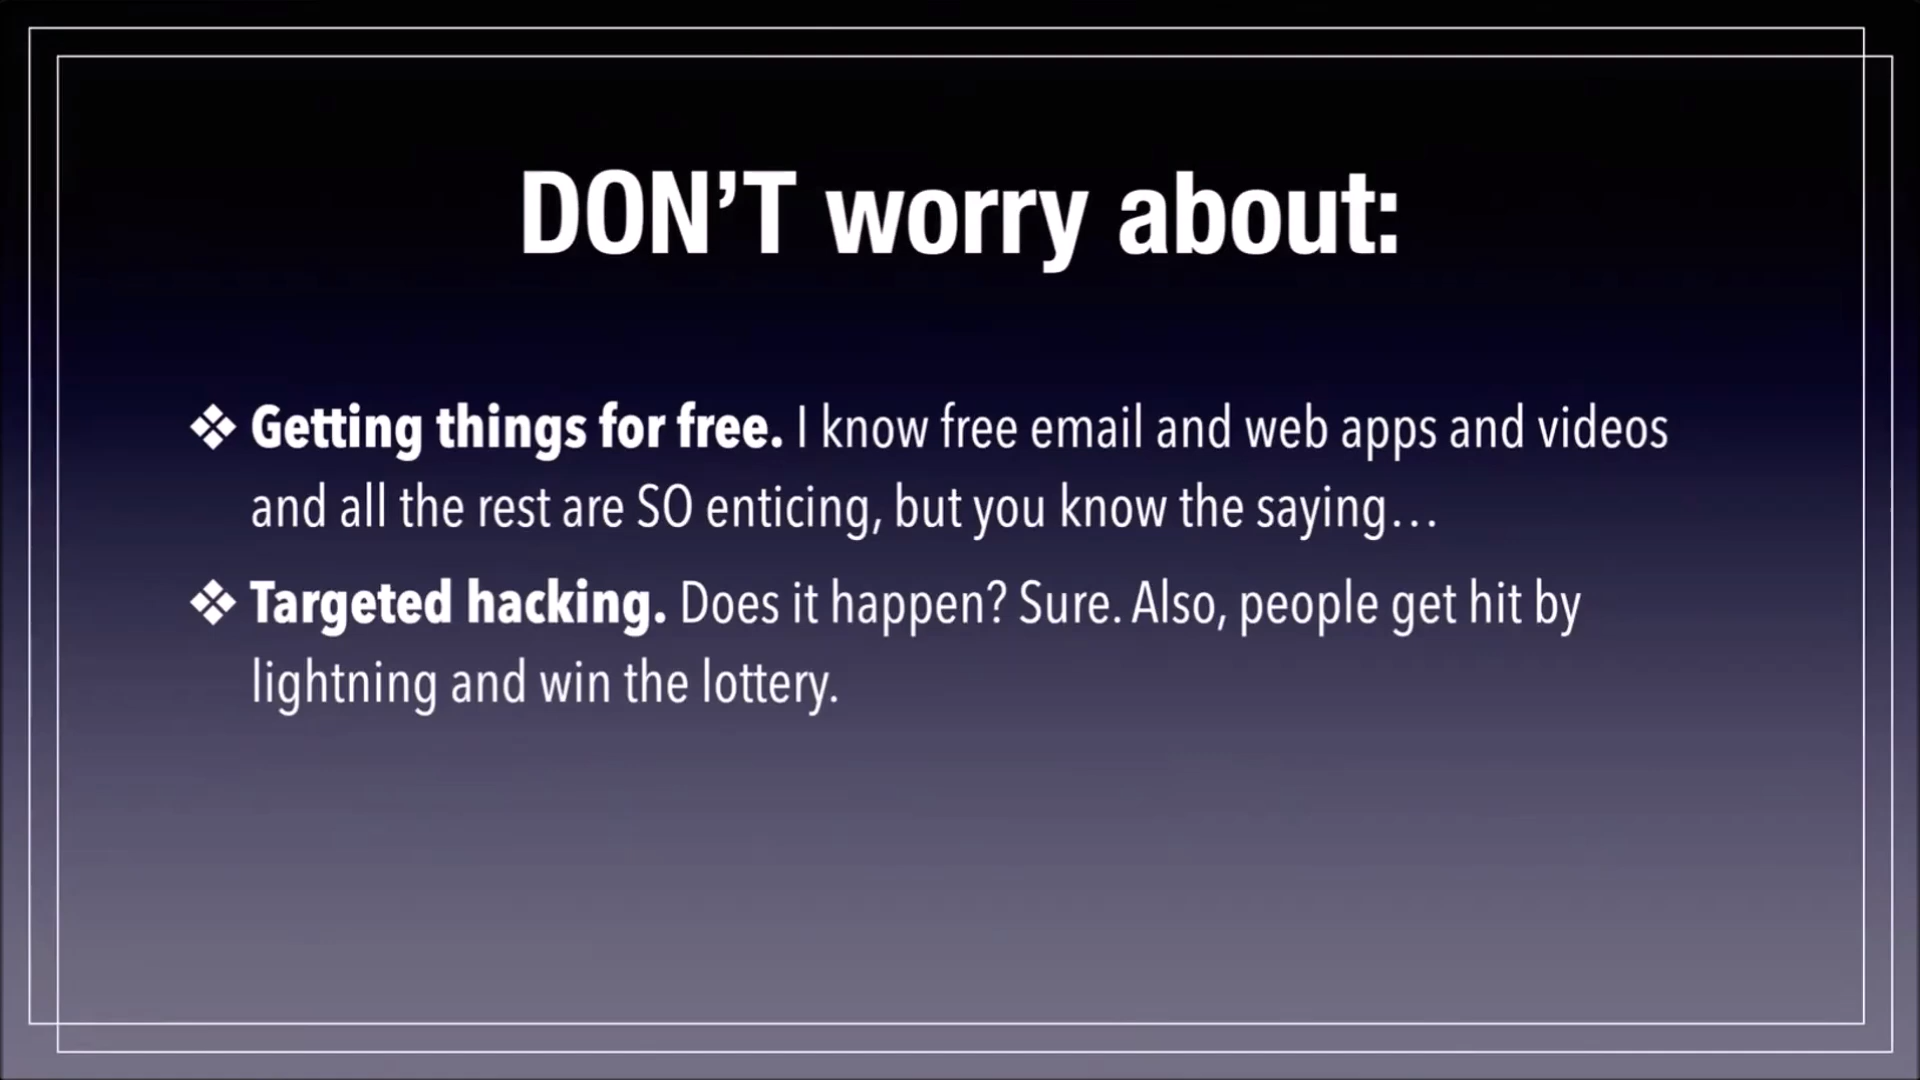 DON’T worry about:
❖ Getting things for free. I know free email and web apps and videos
and all the rest are SO enticing, but you know the saying…
❖ Targeted hacking. Does it happen? Sure. Also, people get hit by
lightning and win the lottery.